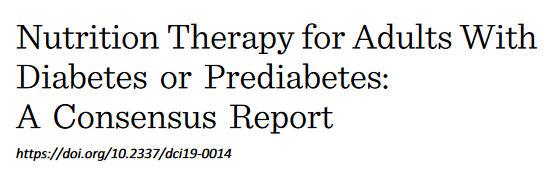 Nutrition Therapy for Adults With
Diabetes or Prediabetes:
A Consensus Report
https://doi.org/10.2337/dci19-0014